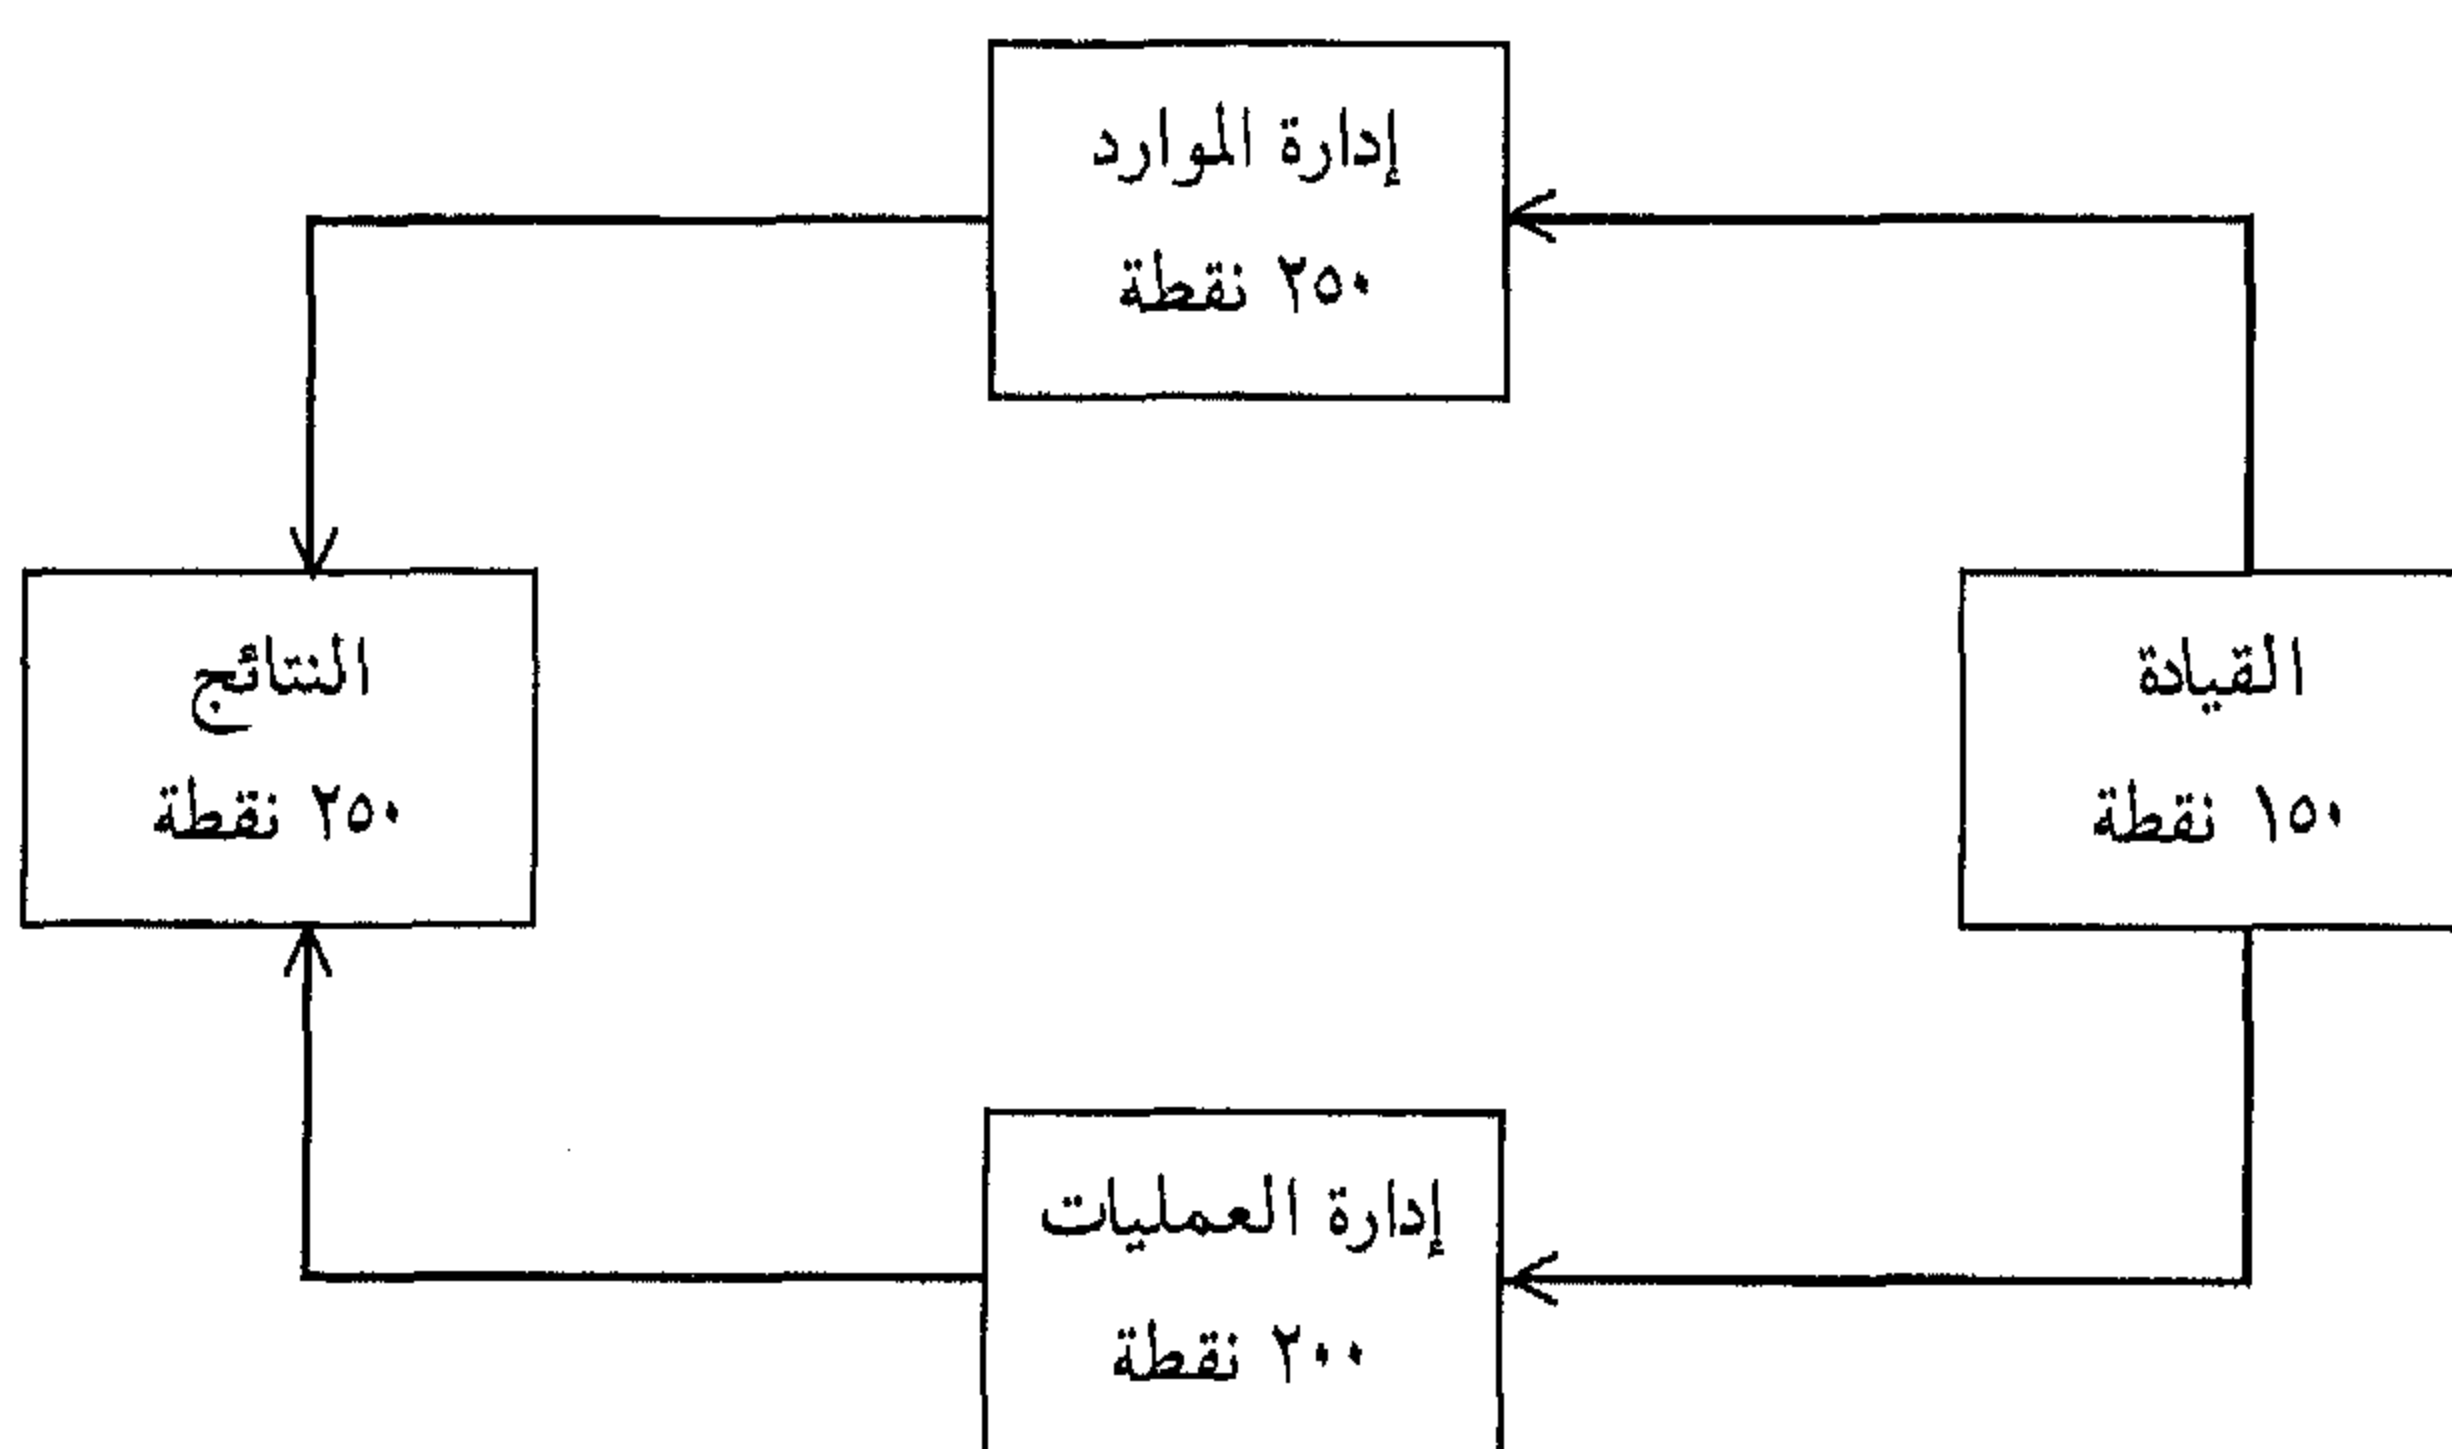 إدارة الموارد
٢٥٠ نقطة
القيادة
١٥٠ نقطة
النتائج
٢٥٠ نقطة
إدارة العمليات
٢٠٠ نقطة